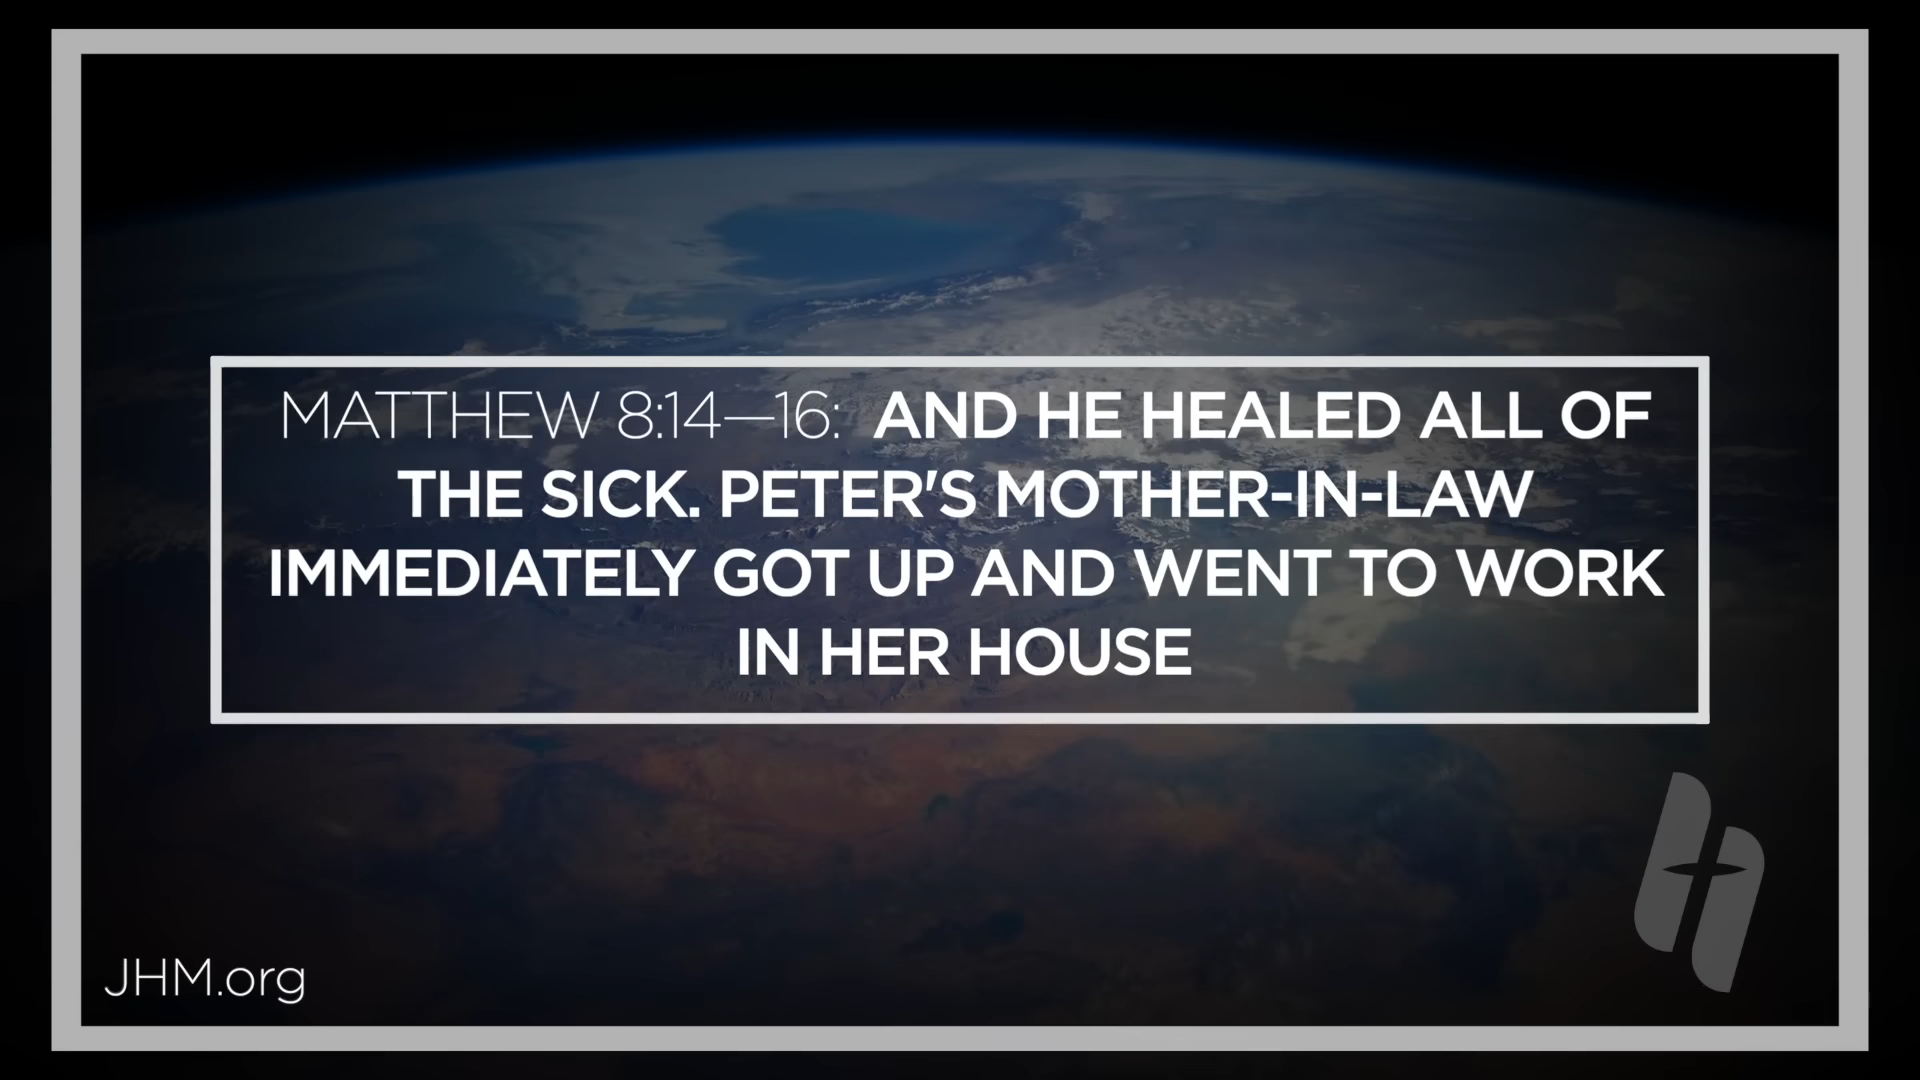 MATTHEW 8:14—16: AND HE HEALED ALL OF
THE SICK. PETER'S MOTHER-IN-LAW
IMMEDIATELY GOT UP AND WENT TO WORK
IN HER HOUSE
JHM.org